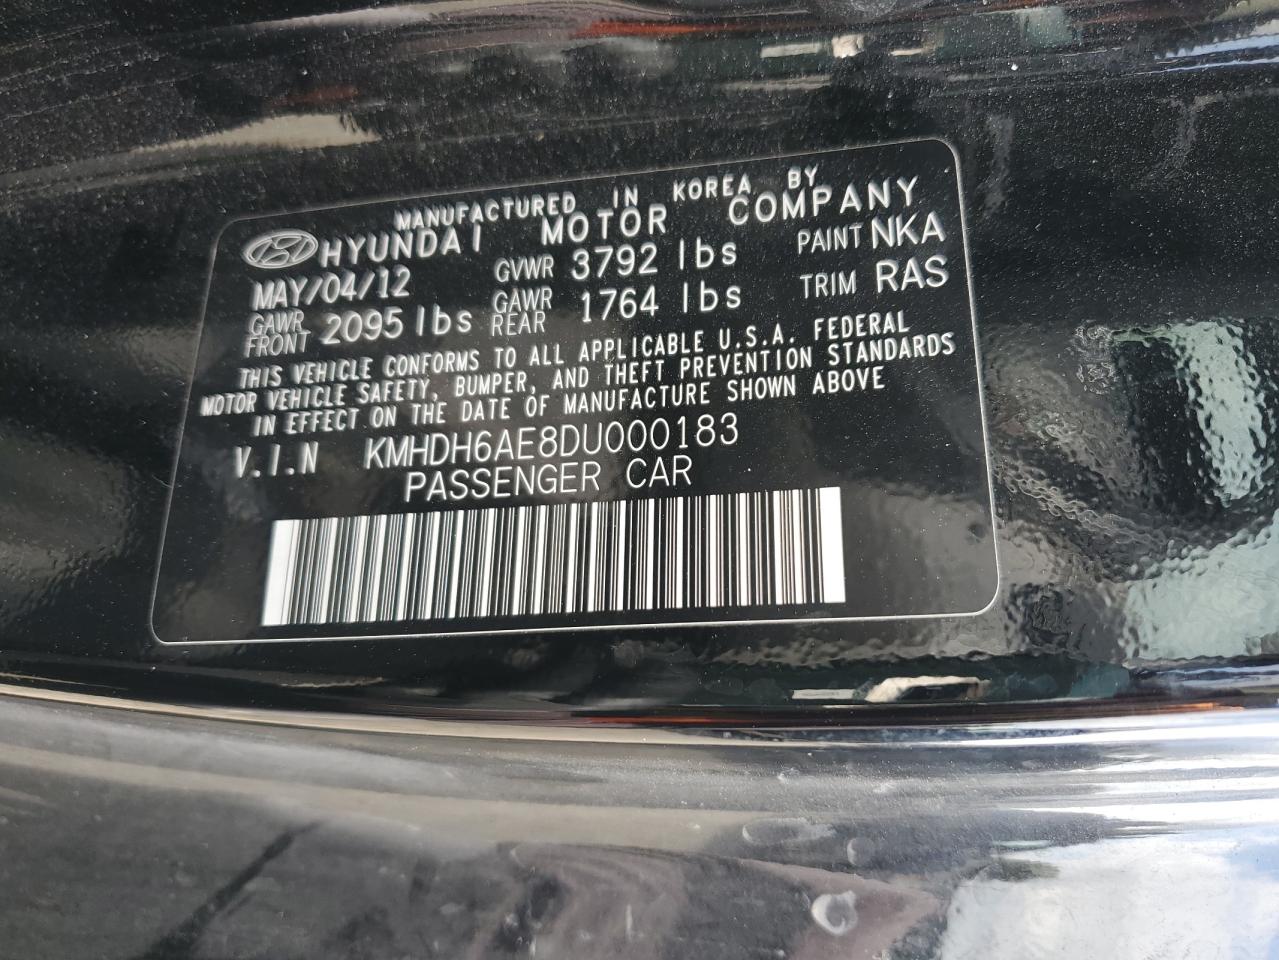 MANUFACTURED IN KOREA BY
HYUNDAI MOTOR COMPANY
MAY/04/12 GVWR 3792 lbs PAINT NKA
GAWR FRONT 2095 lbs GAWR REAR 1764 lbs TRIM RAS
THIS VEHICLE CONFORMS TO ALL APPLICABLE U.S.A. FEDERAL
MOTOR VEHICLE SAFETY, BUMPER, AND THEFT PREVENTION STANDARDS
IN EFFECT ON THE DATE OF MANUFACTURE SHOWN ABOVE
V.I.N KMHDH6AE8DU000183
PASSENGER CAR